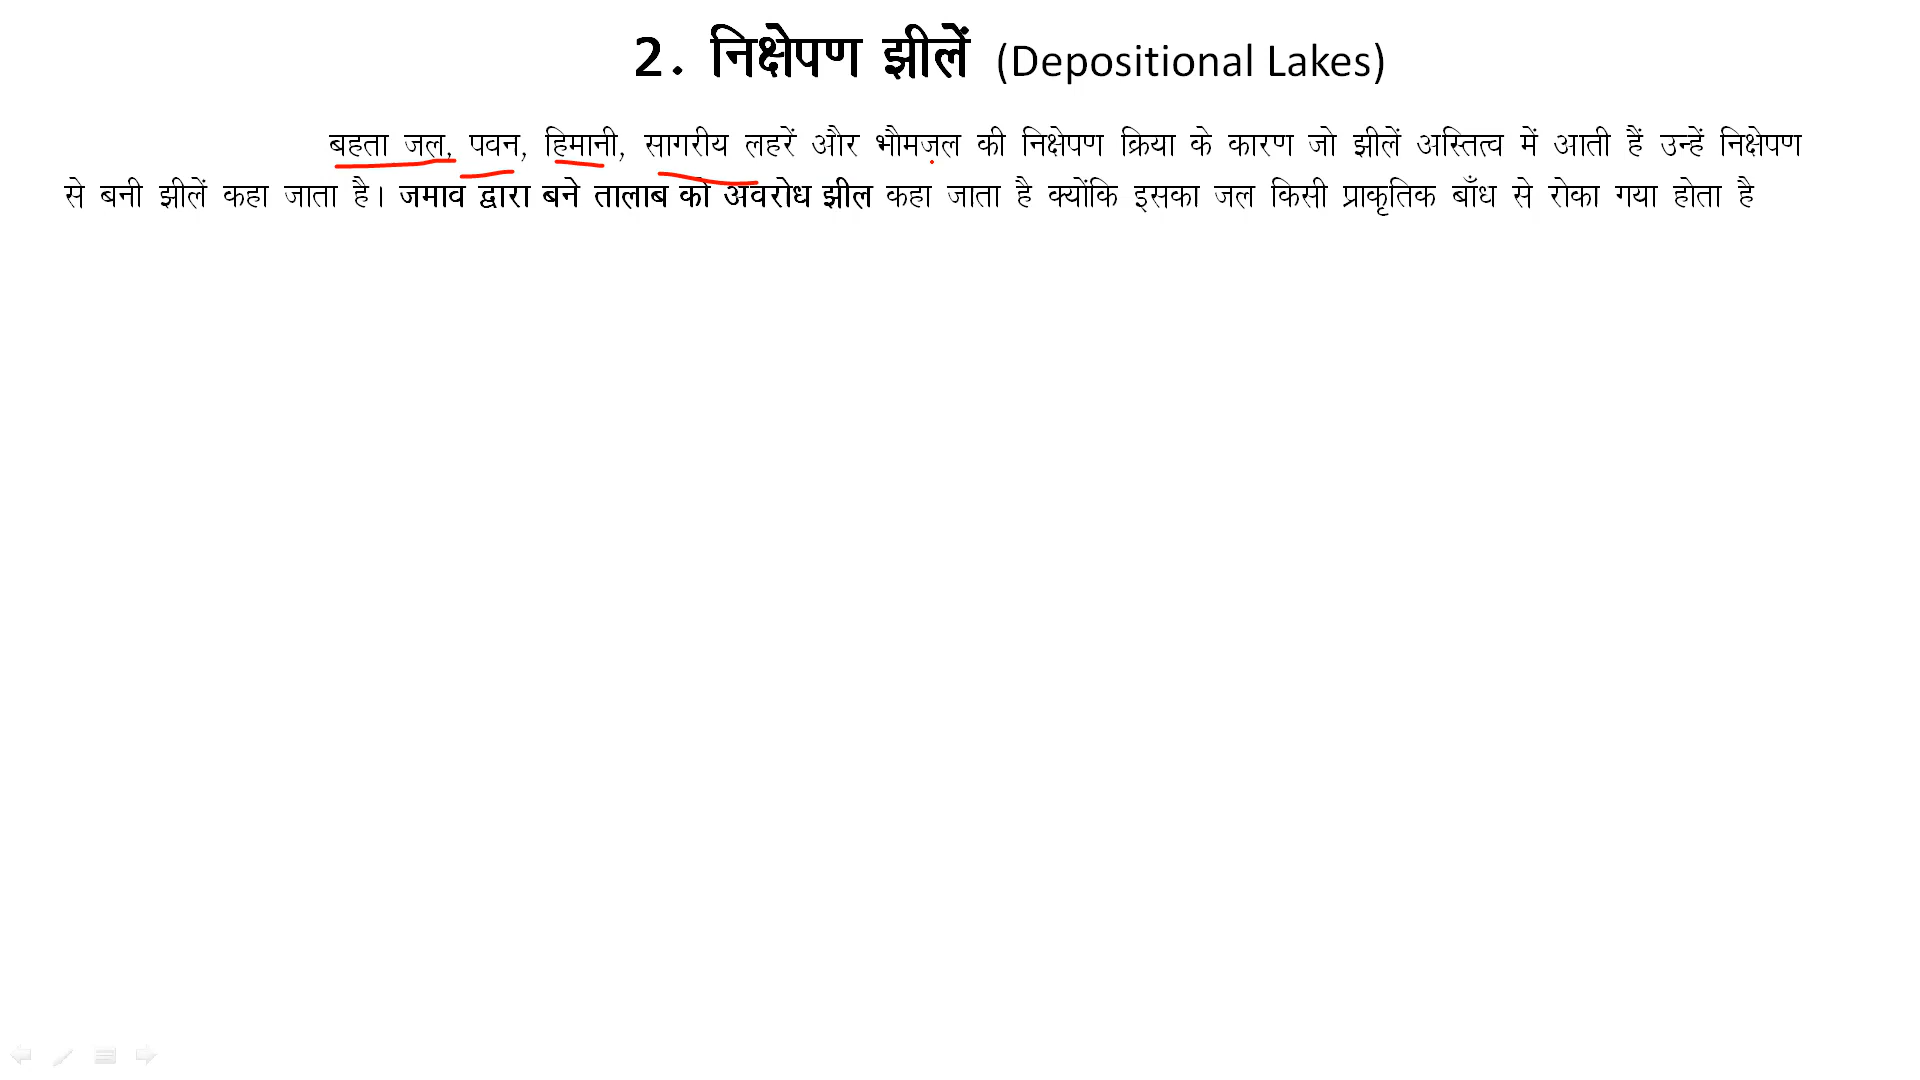 2. निक्षेपण झीलें (Depositional Lakes)
बहता जल, पवन, हिमानी, सागरीय लहरें और भौमजल की निक्षेपण क्रिया के कारण जो झीलें अस्तित्व में आती हैं उन्हें निक्षेपण
से बनी झीलें कहा जाता है। जमाव द्वारा बने तालाब को अवरोध झील कहा जाता है क्योंकि इसका जल किसी प्राकृतिक बाँध से रोका गया होता है